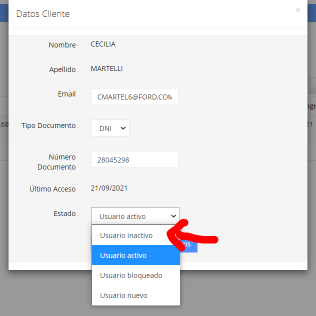 Datos Cliente
×
Nombre CECILIA
Apellido MARTELLI
Email CMARTEL6@FORD.COM
Tipo Documento DNI
Número
Documento 28045298
Último Acceso 21/09/2021
Estado Usuario activo
Usuario inactivo
Usuario activo
Usuario bloqueado
Usuario nuevo